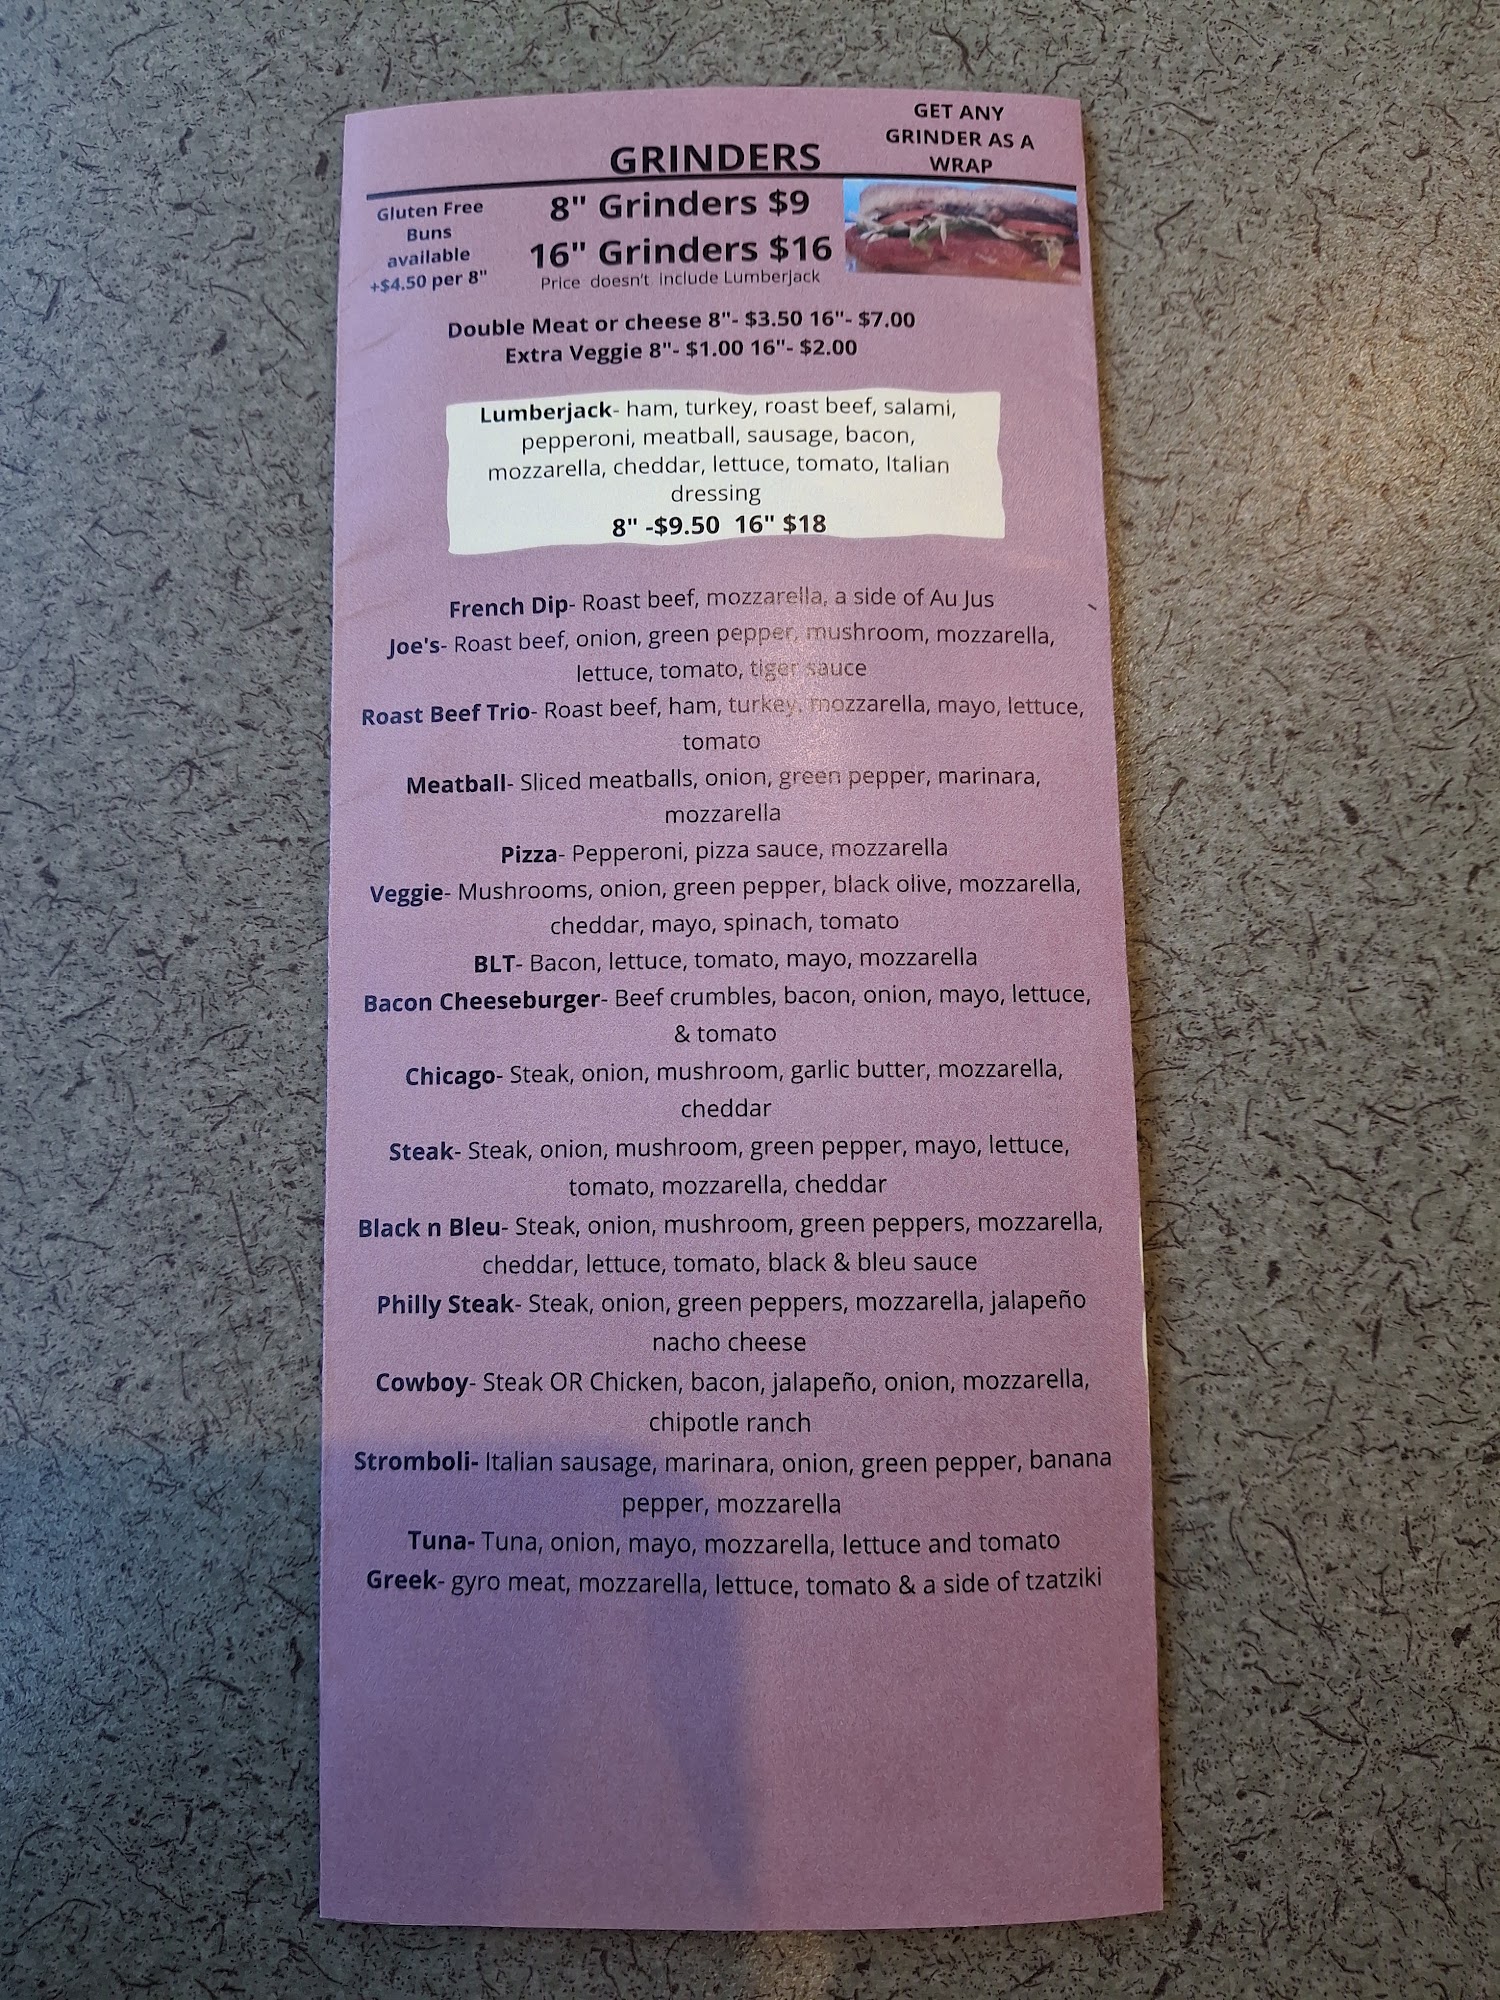 GET ANY
GRINDER AS A
WRAP
GRINDERS
Gluten Free
Buns
available
+$4.50 per 8"
8" Grinders $9
16" Grinders $16
Price doesn't include Lumberjack
Double Meat or cheese 8"- $3.50 16"- $7.00
Extra Veggie 8"- $1.00 16"- $2.00
Lumberjack- ham, turkey, roast beef, salami,
pepperoni, meatball, sausage, bacon,
mozzarella, cheddar, lettuce, tomato, Italian
dressing
8" -$9.50 16" $18
French Dip- Roast beef, mozzarella, a side of Au Jus
Joe's- Roast beef, onion, green pepper, mushroom, mozzarella,
lettuce, tomato, tiger sauce
Roast Beef Trio- Roast beef, ham, turkey, mozzarella, mayo, lettuce,
tomato
Meatball- Sliced meatballs, onion, green pepper, marinara,
mozzarella
Pizza- Pepperoni, pizza sauce, mozzarella
Veggie- Mushrooms, onion, green pepper, black olive, mozzarella,
cheddar, mayo, spinach, tomato
BLT- Bacon, lettuce, tomato, mayo, mozzarella
Bacon Cheeseburger- Beef crumbles, bacon, onion, mayo, lettuce,
& tomato
Chicago- Steak, onion, mushroom, garlic butter, mozzarella,
cheddar
Steak- Steak, onion, mushroom, green pepper, mayo, lettuce,
tomato, mozzarella, cheddar
Black n Bleu- Steak, onion, mushroom, green peppers, mozzarella,
cheddar, lettuce, tomato, black & bleu sauce
Philly Steak- Steak, onion, green peppers, mozzarella, jalapeño
nacho cheese
Cowboy- Steak OR Chicken, bacon, jalapeño, onion, mozzarella,
chipotle ranch
Stromboli- Italian sausage, marinara, onion, green pepper, banana
pepper, mozzarella
Tuna- Tuna, onion, mayo, mozzarella, lettuce and tomato
Greek- gyro meat, mozzarella, lettuce, tomato & a side of tzatziki